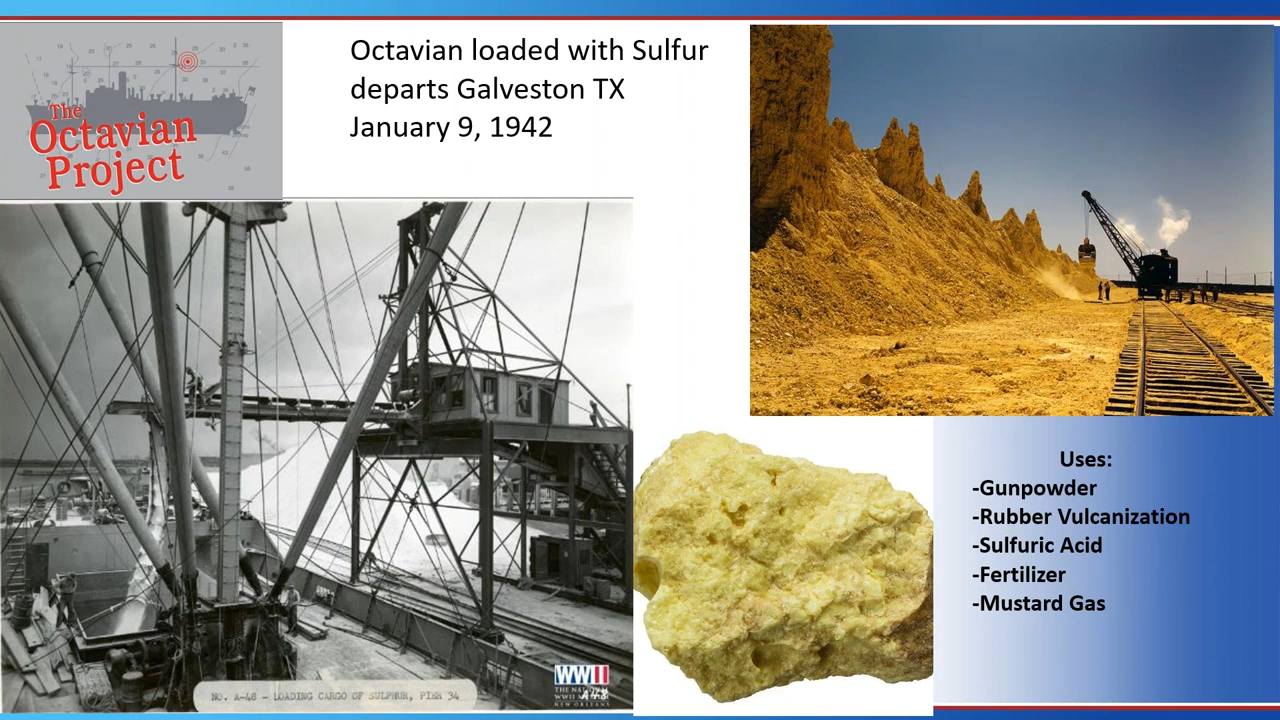 The
Octavian
Project
Octavian loaded with Sulfur
departs Galveston TX
January 9, 1942
NO. A-48 - LOADING CARGO OF SULPHUR, PIER 34
WWII
THE NATIONAL
WWII MUSEUM
NEW ORLEANS
Uses:
-Gunpowder
-Rubber Vulcanization
-Sulfuric Acid
-Fertilizer
-Mustard Gas